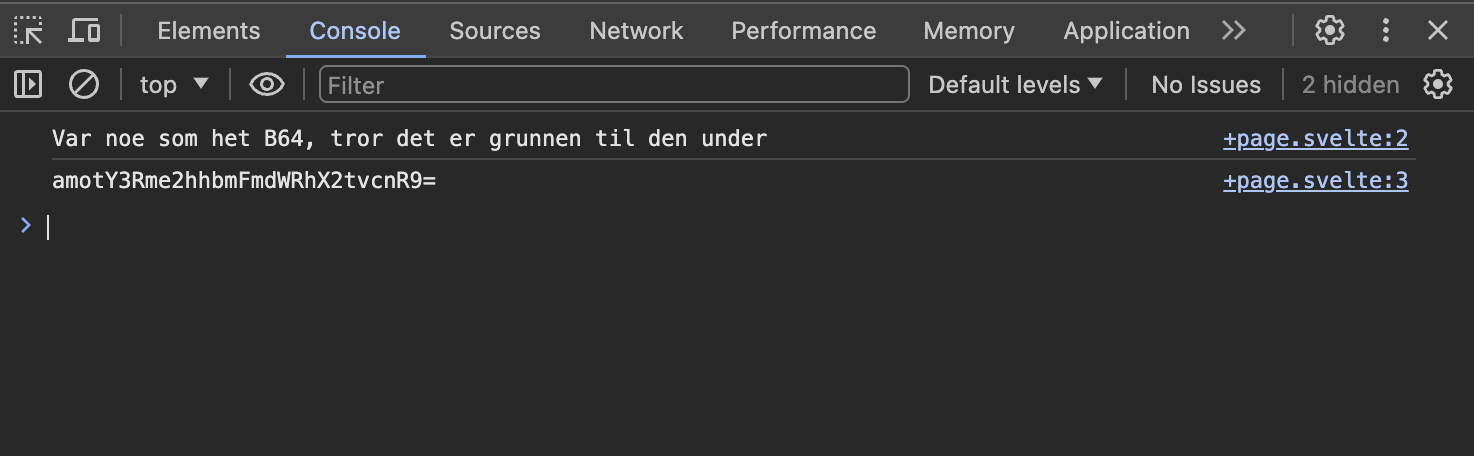 Elements Console Sources Network Performance Memory Application
top Filter Default levels No Issues 2 hidden
Var noe som het B64, tror det er grunnen til den under +page.svelte:2
amotY3Rme2hhbmFmdWRhX2tvcnR9= +page.svelte:3